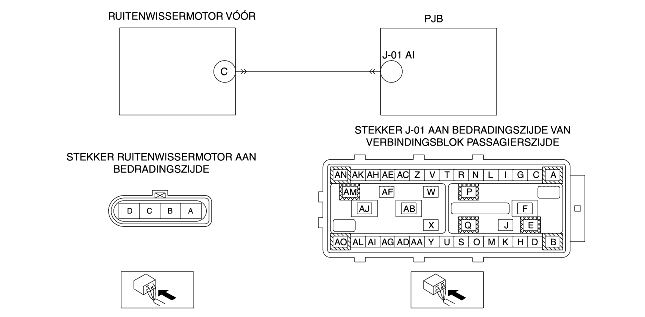 RUITENWISSERMOTOR VÓÓR
PJB
J-01 AI
C
STEKKER J-01 AAN BEDRADINGSZIJDE VAN
VERBINDINGSBLOK PASSAGIERSZIJDE
STEKKER RUITENWISSERMOTOR AAN
BEDRADINGSZIJDE
D C B A
AN AK AH AE AC Z V T R N L I G C A
AM AF W P
AJ AB F
X Q J E
AO AL AI AG AD AA Y U S O M K H D B